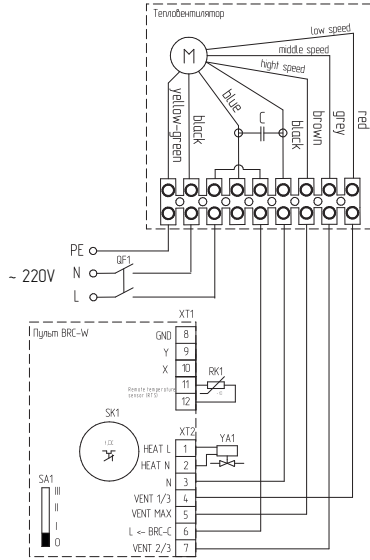 Тепловентилятор
low speed
middle speed
hight speed
M
yellow-green
black
blue
C
black
brown
grey
red
PE
QF1
~ 220V
N
L
XT1
Пульт BRC-W
GND
8
Y
9
X
10
RK1
11
Remote temperature
sensor (RTS)
12
SK1
t.°C
XT2
YA1
HEAT L
1
HEAT N
2
SA1
N
3
III
VENT 1/3
4
II
VENT MAX
5
I
L <- BRC-C
6
0
VENT 2/3
7